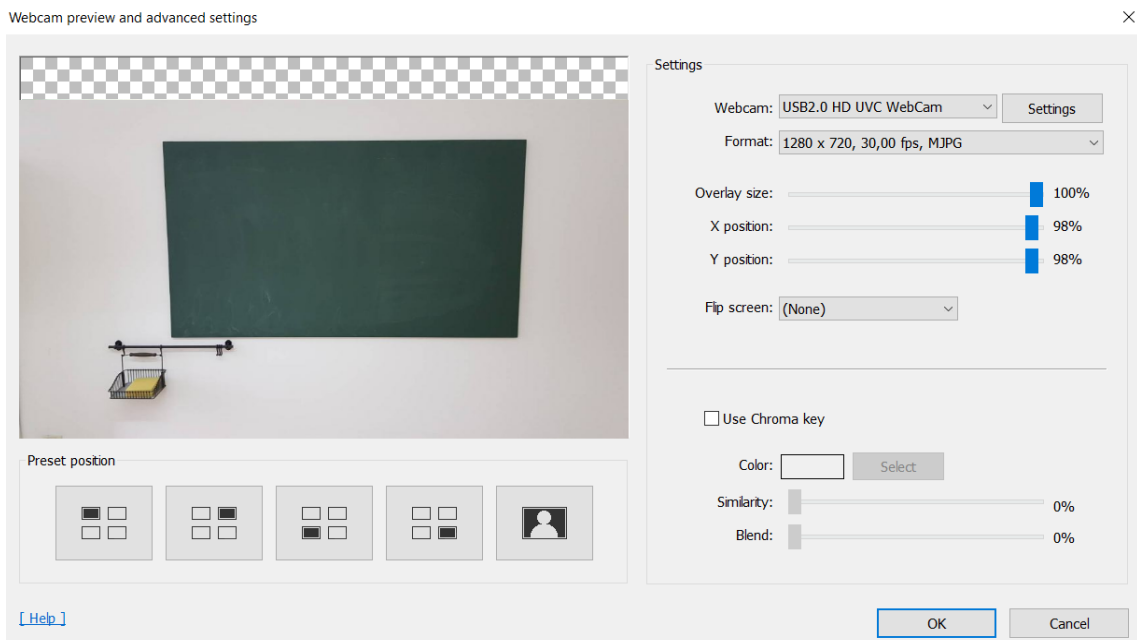 Webcam preview and advanced settings
Settings
Webcam: USB2.0 HD UVC WebCam Settings
Format: 1280 x 720, 30,00 fps, MJPG
Overlay size: 100%
X position: 98%
Y position: 98%
Flip screen: (None)
Use Chroma key
Color: Select
Similarity: 0%
Blend: 0%
Preset position
[ Help ]
OK Cancel